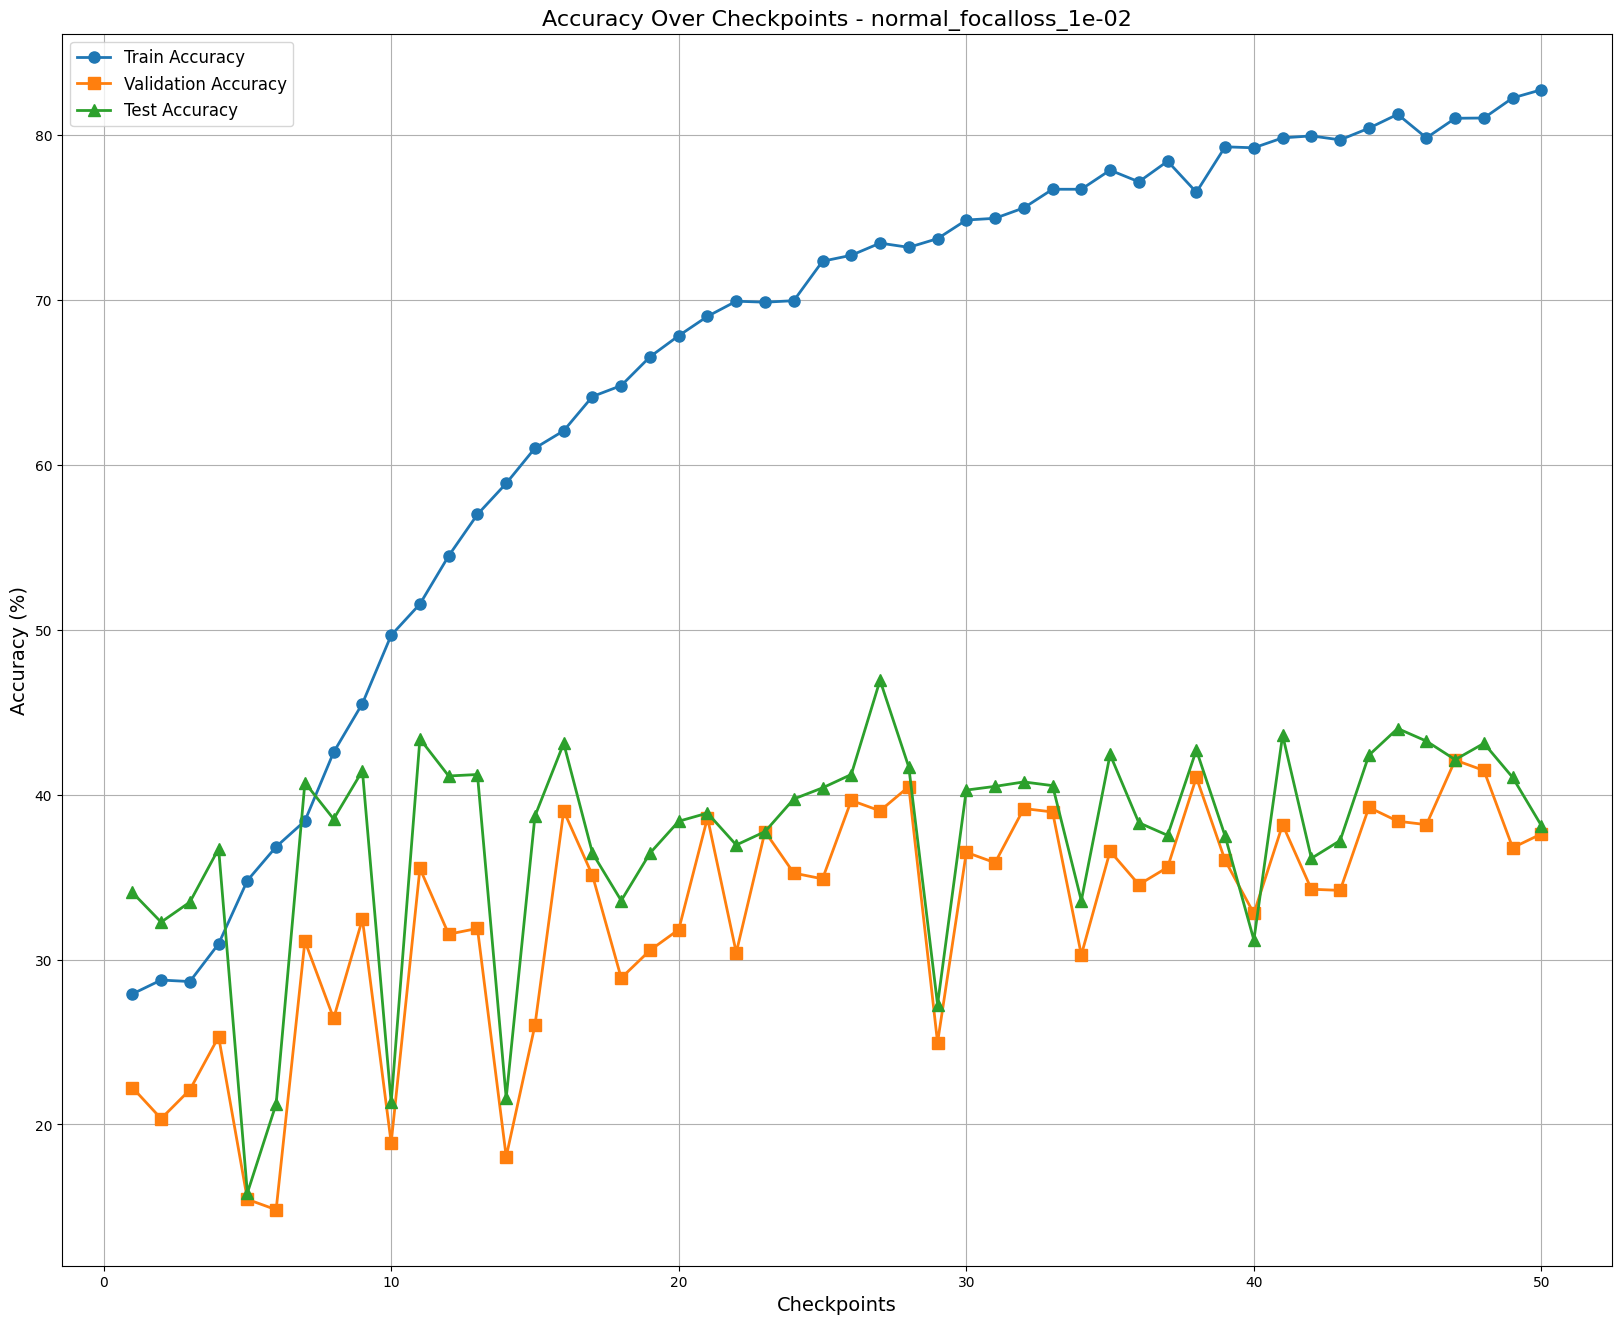 Accuracy Over Checkpoints - normal_focalloss_1e-02
Train Accuracy
Validation Accuracy
Test Accuracy
Accuracy (%)
80
70
60
50
40
30
20
0 10 20 30 40 50
Checkpoints